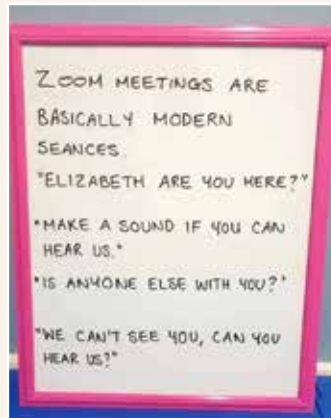 ZOOM MEETINGS ARE
BASICALLY MODERN
SEANCES.
"ELIZABETH ARE YOU HERE?"
"MAKE A SOUND IF YOU CAN
HEAR US."
"IS ANYONE ELSE WITH YOU?"
"WE CAN'T SEE YOU, CAN YOU
HEAR US?"